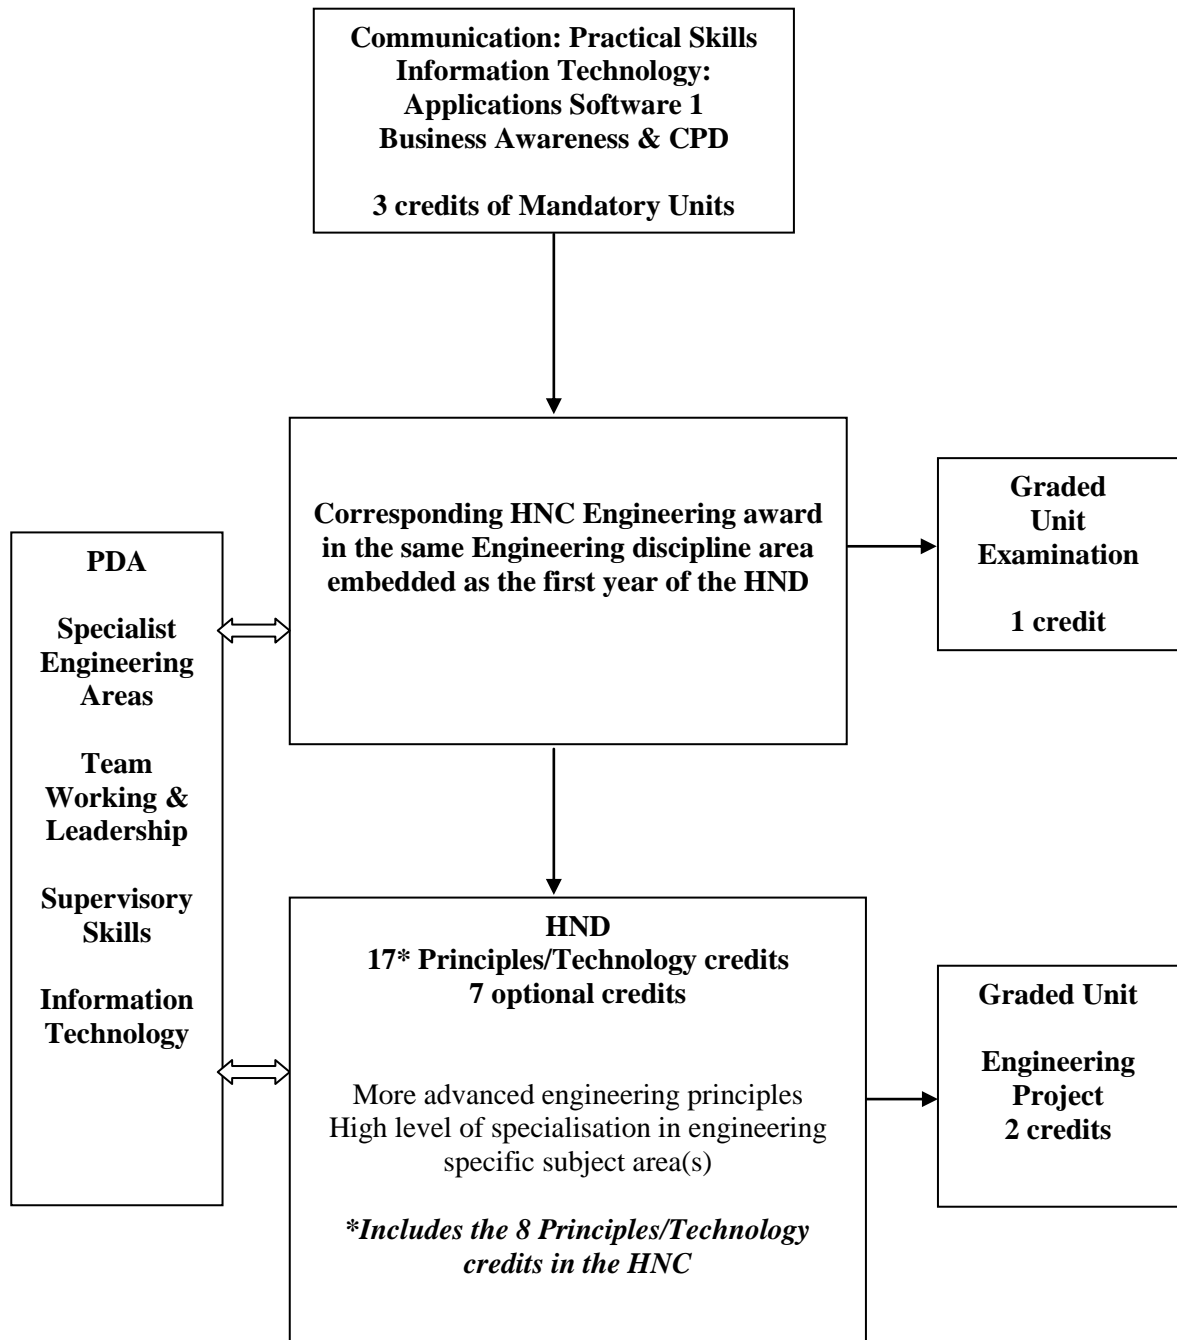 Communication: Practical Skills
Information Technology:
Applications Software 1
Business Awareness & CPD
3 credits of Mandatory Units
Corresponding HNC Engineering award
in the same Engineering discipline area
embedded as the first year of the HND
Graded
Unit
Examination
1 credit
PDA
Specialist
Engineering
Areas
Team
Working &
Leadership
Supervisory
Skills
Information
Technology
HND
17* Principles/Technology credits
7 optional credits
More advanced engineering principles
High level of specialisation in engineering
specific subject area(s)
*Includes the 8 Principles/Technology
credits in the HNC
Graded Unit
Engineering
Project
2 credits